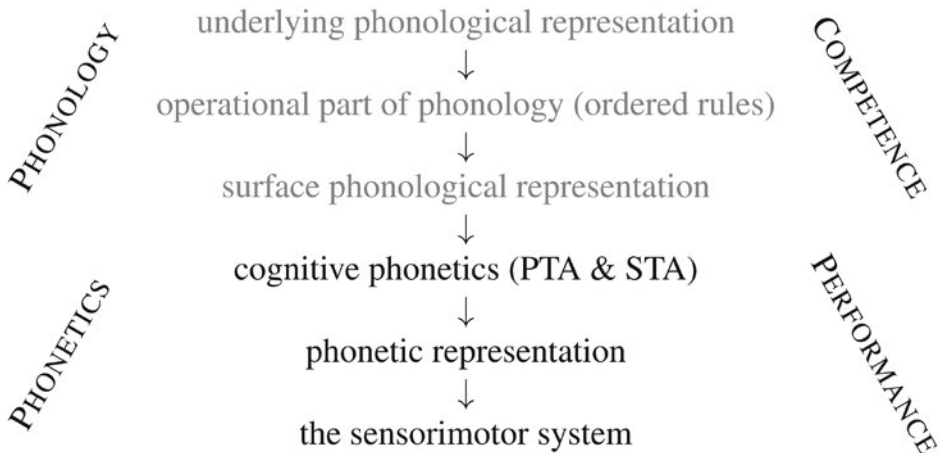 underlying phonological representation
↓
operational part of phonology (ordered rules)
↓
surface phonological representation
↓
cognitive phonetics (PTA & STA)
↓
phonetic representation
↓
the sensorimotor system
PHONOLOGY
PHONETICS
COMPETENCE
PERFORMANCE